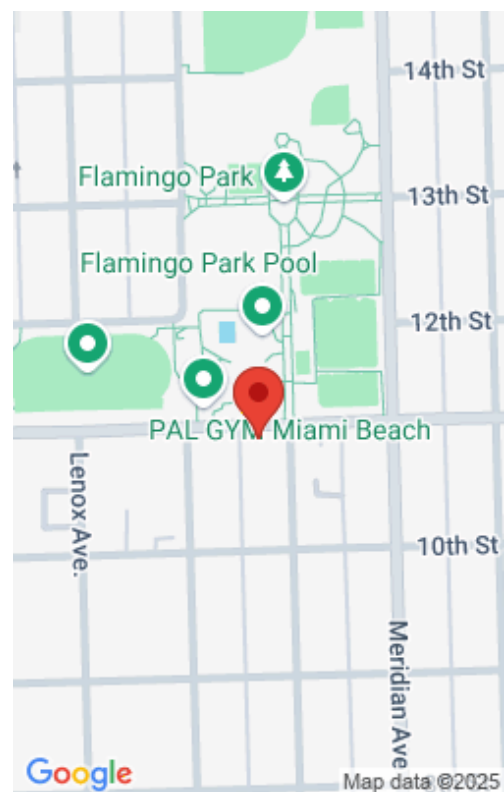 14th St
Flamingo Park
13th St
Flamingo Park Pool
12th St
PAL GYM Miami Beach
Lenox Ave.
10th St
Meridian Ave
Google
Map data ©2025